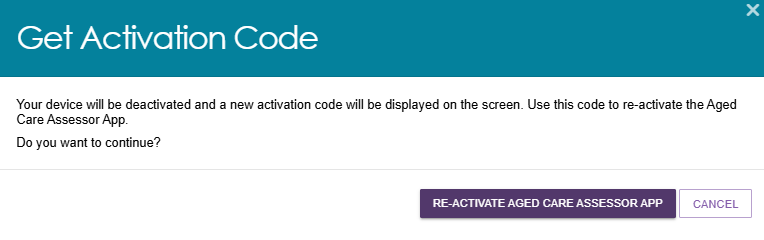 Get Activation Code
Your device will be deactivated and a new activation code will be displayed on the screen. Use this code to re-activate the Aged
Care Assessor App.
Do you want to continue?
RE-ACTIVATE AGED CARE ASSESSOR APP
CANCEL